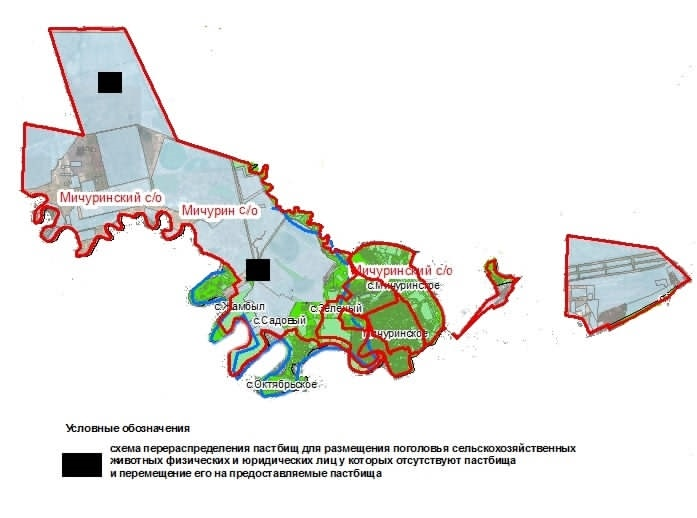 Мичуринский с/о
Мичурин с/о
Мичуринский с/о
с.Мичуринское
с.Жамбыл
с.Зеленый
с.Садовый
Мичуринское
с.Октябрьское
Условные обозначения
схема перераспределения пастбищ для размещения поголовья сельскохозяйственных
животных физических и юридических лиц у которых отсутствуют пастбища
и перемещение его на предоставляемые пастбища